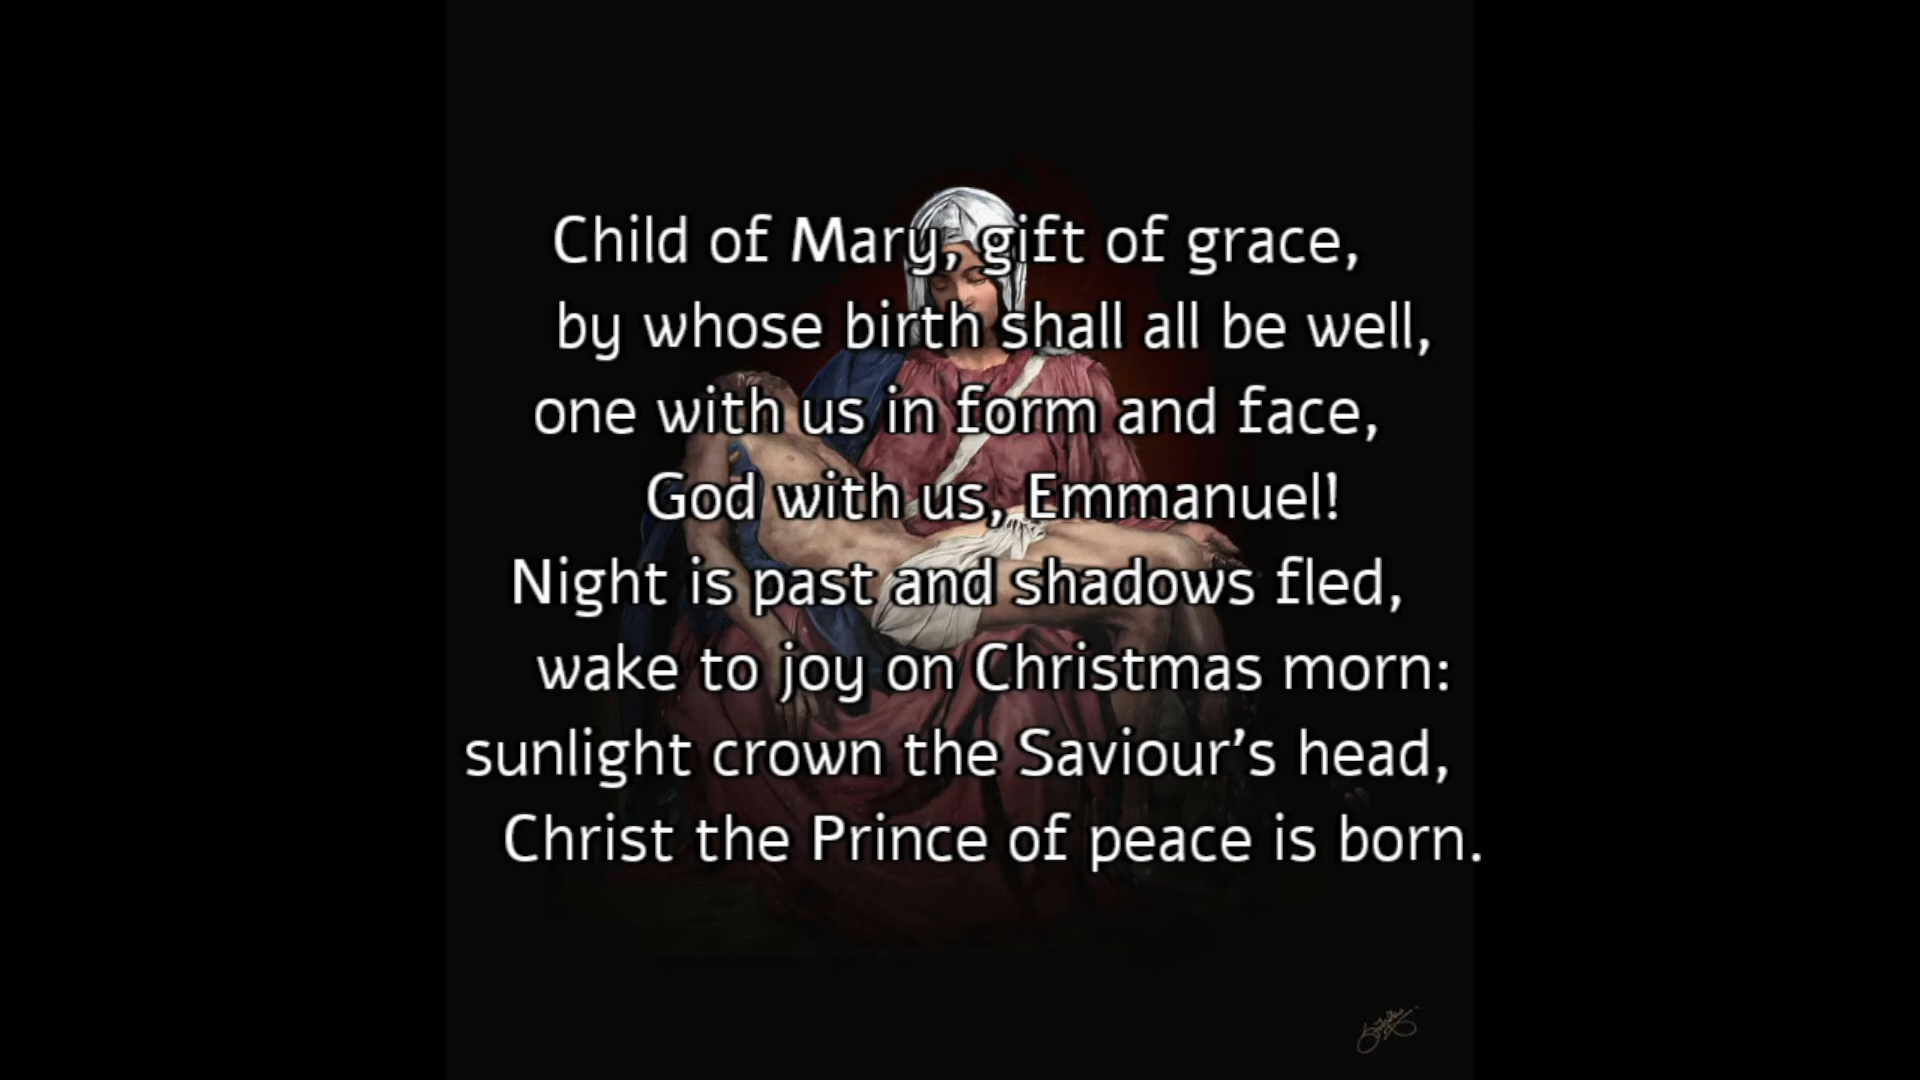 Child of Mary, gift of grace,
by whose birth shall all be well,
one with us in form and face,
God with us, Emmanuel!
Night is past and shadows fled,
wake to joy on Christmas morn:
sunlight crown the Saviour’s head,
Christ the Prince of peace is born.